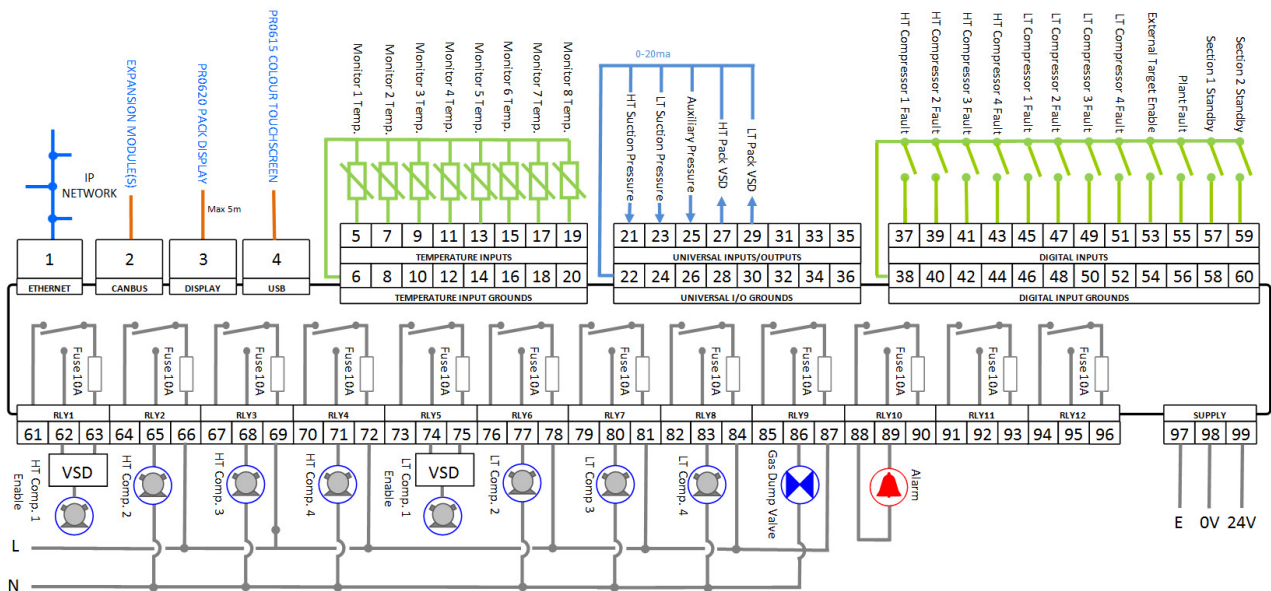 PR0615 COLOUR TOUCHSCREEN
PR0620 PACK DISPLAY
EXPANSION MODULE(S)
IP
NETWORK
Max 5m
Monitor 1 Temp.
Monitor 2 Temp.
Monitor 3 Temp.
Monitor 4 Temp.
Monitor 5 Temp.
Monitor 6 Temp.
Monitor 7 Temp.
Monitor 8 Temp.
0-20ma
HT Suction Pressure
LT Suction Pressure
Auxiliary Pressure
HT Pack VSD
LT Pack VSD
HT Compressor 1 Fault
HT Compressor 2 Fault
HT Compressor 3 Fault
HT Compressor 4 Fault
LT Compressor 1 Fault
LT Compressor 2 Fault
LT Compressor 3 Fault
LT Compressor 4 Fault
External Target Enable
Plant Fault
Section 1 Standby
Section 2 Standby
1 2 3 4
ETHERNET CANBUS DISPLAY USB
5 7 9 11 13 15 17 19
TEMPERATURE INPUTS
6 8 10 12 14 16 18 20
TEMPERATURE INPUT GROUNDS
21 23 25 27 29 31 33 35
UNIVERSAL INPUTS/OUTPUTS
22 24 26 28 30 32 34 36
UNIVERSAL I/O GROUNDS
37 39 41 43 45 47 49 51 53 55 57 59
DIGITAL INPUTS
38 40 42 44 46 48 50 52 54 56 58 60
DIGITAL INPUT GROUNDS
Fuse10A
Fuse10A
Fuse10A
Fuse10A
Fuse10A
Fuse10A
Fuse10A
Fuse10A
Fuse10A
Fuse10A
Fuse10A
Fuse10A
RLY1 RLY2 RLY3 RLY4 RLY5 RLY6 RLY7 RLY8 RLY9 RLY10 RLY11 RLY12 SUPPLY
61 62 63 64 65 66 67 68 69 70 71 72 73 74 75 76 77 78 79 80 81 82 83 84 85 86 87 88 89 90 91 92 93 94 95 96 97 98 99
HT Comp. 1
Enable
VSD
HT Comp. 2
HT Comp. 3
HT Comp. 4
LT Comp. 1
Enable
VSD
LT Comp. 2
LT Comp. 3
LT Comp. 4
Gas Dump Valve
Alarm
E 0V 24V
L
N